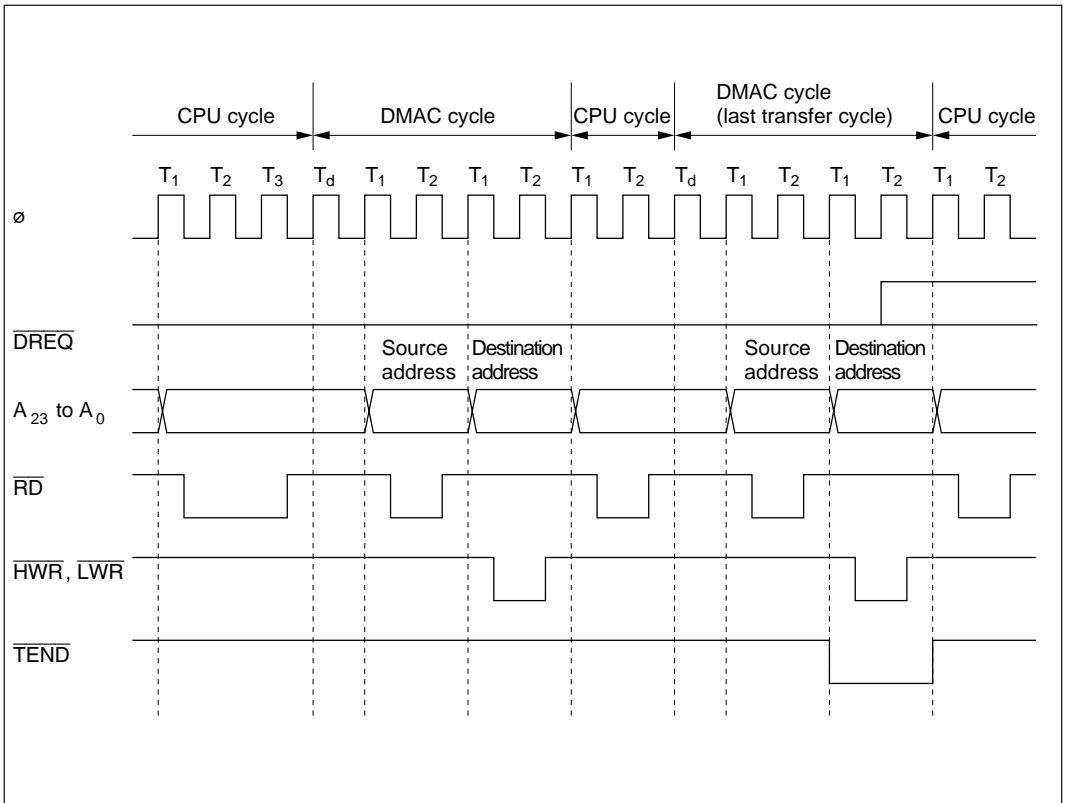 DMAC cycle
CPU cycle DMAC cycle CPU cycle (last transfer cycle) CPU cycle
T1 T2 T3 Td T1 T2 T1 T2 T1 T2 Td T1 T2 T1 T2 T1 T2
ø
DREQ
Source Destination Source Destination
address address address address
A23 to A0
RD
HWR, LWR
TEND